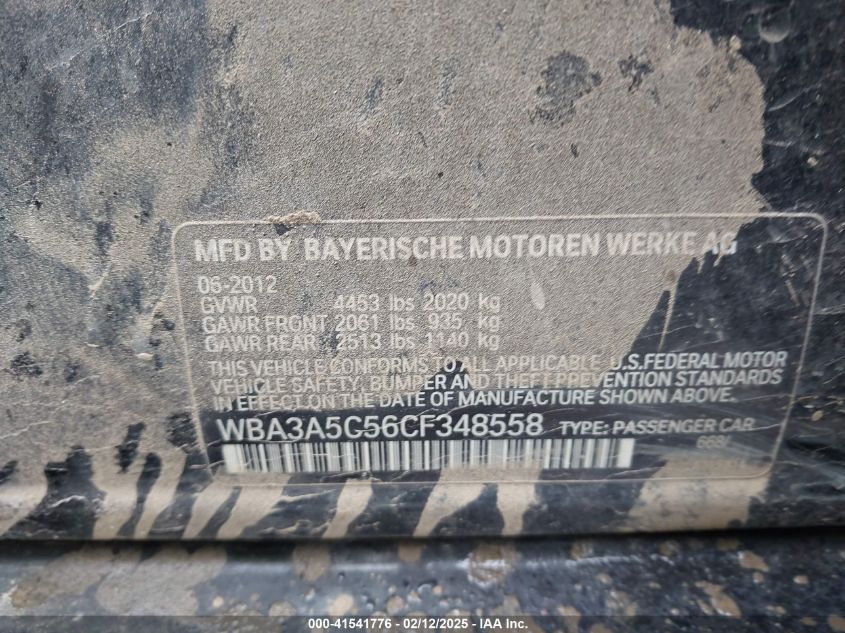 MFD BY BAYERISCHE MOTOREN WERKE AG
06-2012
GVWR 4453 lbs 2020 kg
GAWR FRONT 2061 lbs 935 kg
GAWR REAR 2513 lbs 1140 kg
THIS VEHICLE CONFORMS TO ALL APPLICABLE U.S.FEDERAL MOTOR
VEHICLE SAFETY, BUMPER AND THEFT PREVENTION STANDARDS
IN EFFECT ON THE DATE OF MANUFACTURE SHOWN ABOVE.
WBA3A5C56CF348558 TYPE: PASSENGER CAR
000-41541776 - 02/12/2025 - IAA Inc.